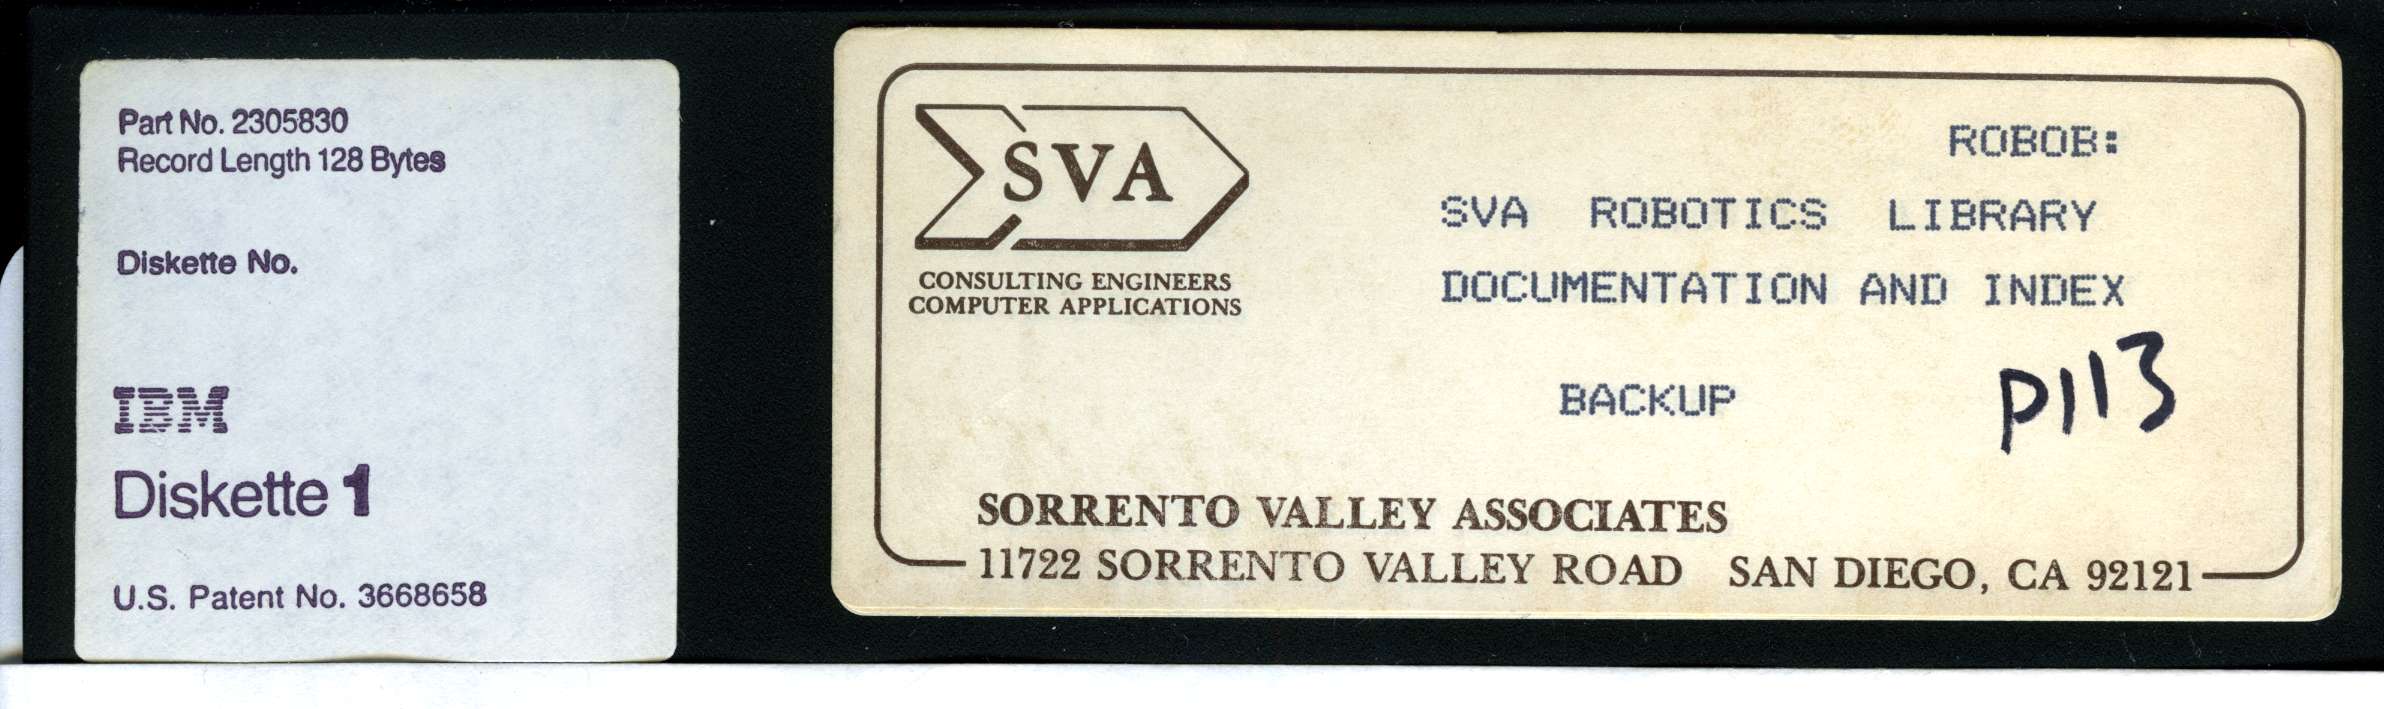 Part No. 2305830
Record Length 128 Bytes
Diskette No.
IBM
Diskette 1
U.S. Patent No. 3668658
SVA
CONSULTING ENGINEERS
COMPUTER APPLICATIONS
ROBOB:
SVA ROBOTICS LIBRARY
DOCUMENTATION AND INDEX
BACKUP
P113
SORRENTO VALLEY ASSOCIATES
11722 SORRENTO VALLEY ROAD SAN DIEGO, CA 92121